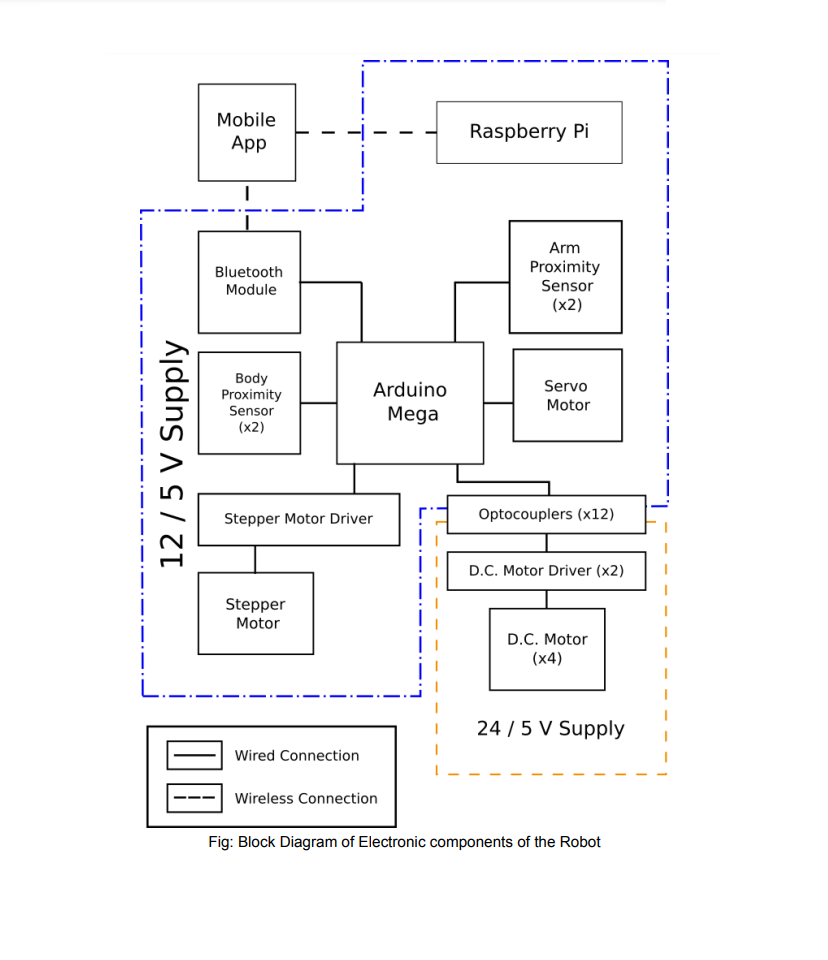 Mobile
App
Raspberry Pi
Bluetooth
Module
Arm
Proximity
Sensor
(x2)
12 / 5 V Supply
Body
Proximity
Sensor
(x2)
Arduino
Mega
Servo
Motor
Stepper Motor Driver
Optocouplers (x12)
D.C. Motor Driver (x2)
Stepper
Motor
D.C. Motor
(x4)
24 / 5 V Supply
Wired Connection
Wireless Connection
Fig: Block Diagram of Electronic components of the Robot